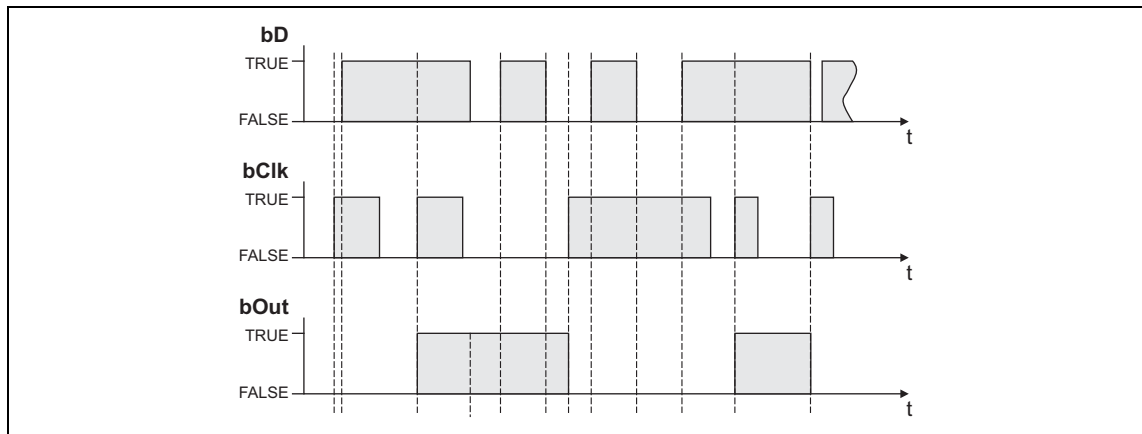 bD
TRUE
FALSE
t
bClk
TRUE
FALSE
t
bOut
TRUE
FALSE
t